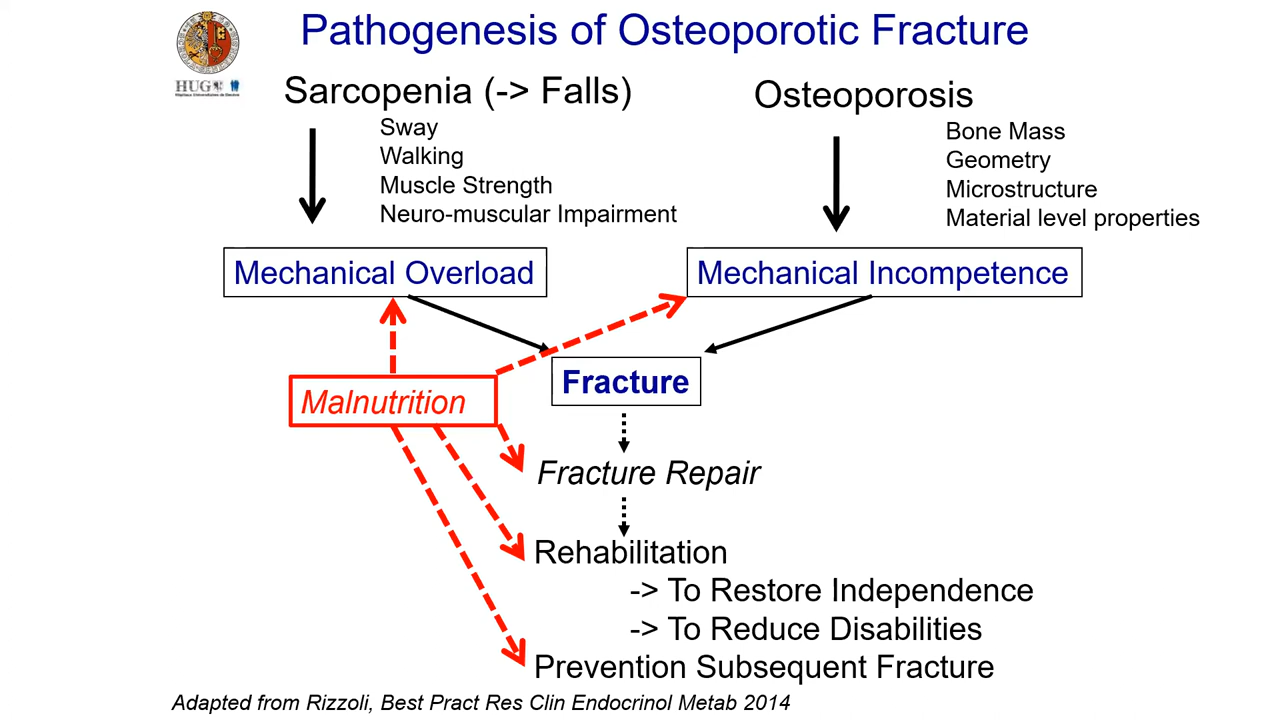 Pathogenesis of Osteoporotic Fracture
HUG
Sarcopenia (-> Falls)
Sway
Walking
Muscle Strength
Neuro-muscular Impairment
Osteoporosis
Bone Mass
Geometry
Microstructure
Material level properties
Mechanical Overload
Mechanical Incompetence
Fracture
Malnutrition
Fracture Repair
Rehabilitation
-> To Restore Independence
-> To Reduce Disabilities
Prevention Subsequent Fracture
Adapted from Rizzoli, Best Pract Res Clin Endocrinol Metab 2014